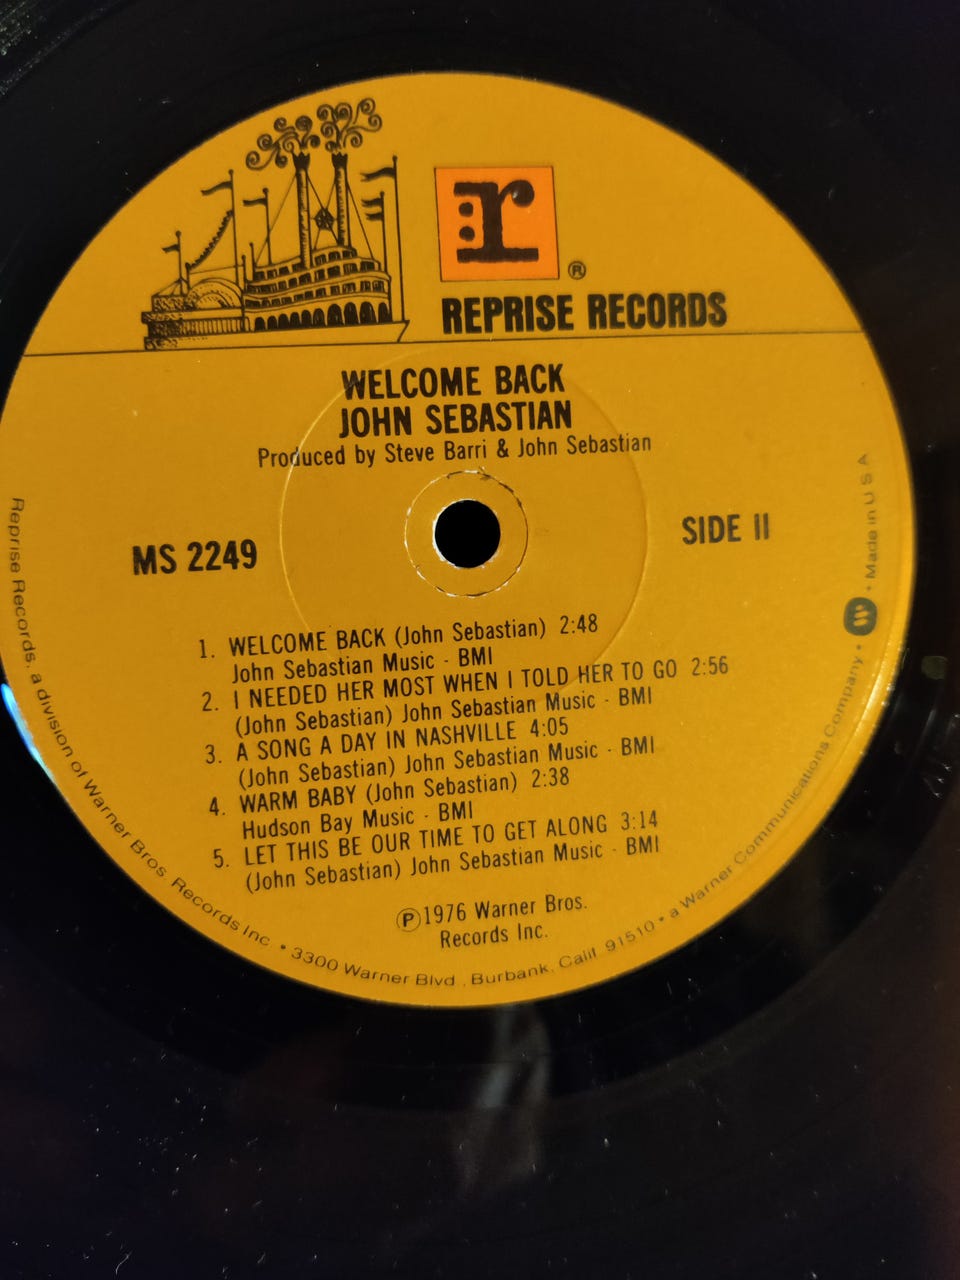 r
®
REPRISE RECORDS
WELCOME BACK
JOHN SEBASTIAN
Produced by Steve Barri & John Sebastian
MS 2249
SIDE II
1. WELCOME BACK (John Sebastian) 2:48
John Sebastian Music - BMI
2. I NEEDED HER MOST WHEN I TOLD HER TO GO 2:56
(John Sebastian) John Sebastian Music - BMI
3. A SONG A DAY IN NASHVILLE 4:05
(John Sebastian) John Sebastian Music - BMI
4. WARM BABY (John Sebastian) 2:38
Hudson Bay Music - BMI
5. LET THIS BE OUR TIME TO GET ALONG 3:14
(John Sebastian) John Sebastian Music - BMI
℗1976 Warner Bros.
Records Inc.
Reprise Records, a division of Warner Bros. Records Inc. • 3300 Warner Blvd., Burbank, Calif. 91510 • a Warner Communications Company • W • Made in U S A